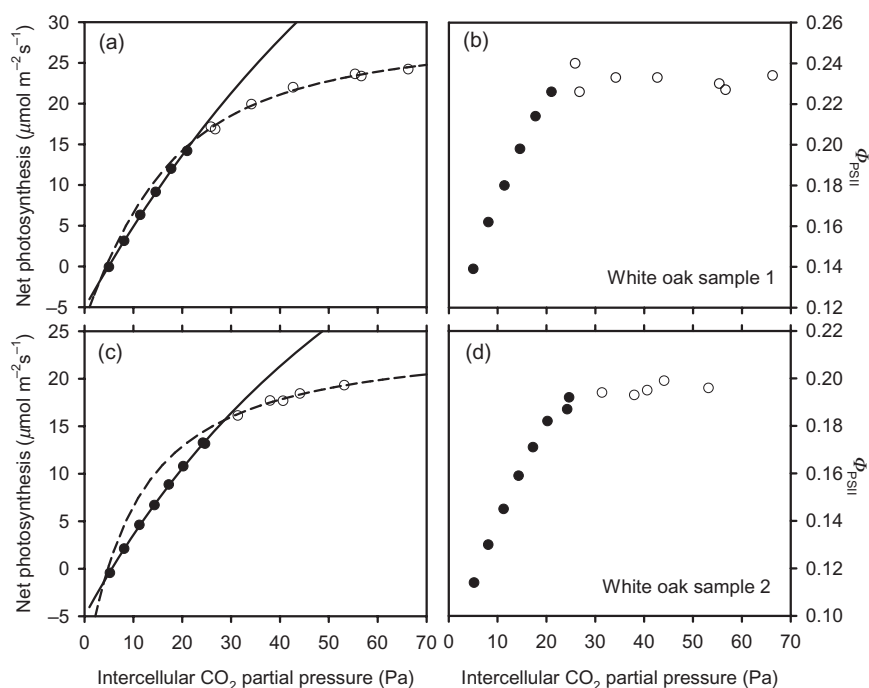 30
25
20
15
10
5
0
–5
Net photosynthesis (μmol m⁻² s⁻¹)
(a)
(b)
0.26
0.24
0.22
0.20
0.18
0.16
0.14
0.12
Φ_PSII
White oak sample 1
25
20
15
10
5
0
–5
Net photosynthesis (μmol m⁻² s⁻¹)
(c)
(d)
0.22
0.20
0.18
0.16
0.14
0.12
0.10
Φ_PSII
White oak sample 2
0 10 20 30 40 50 60 70
0 10 20 30 40 50 60 70
Intercellular CO₂ partial pressure (Pa)
Intercellular CO₂ partial pressure (Pa)